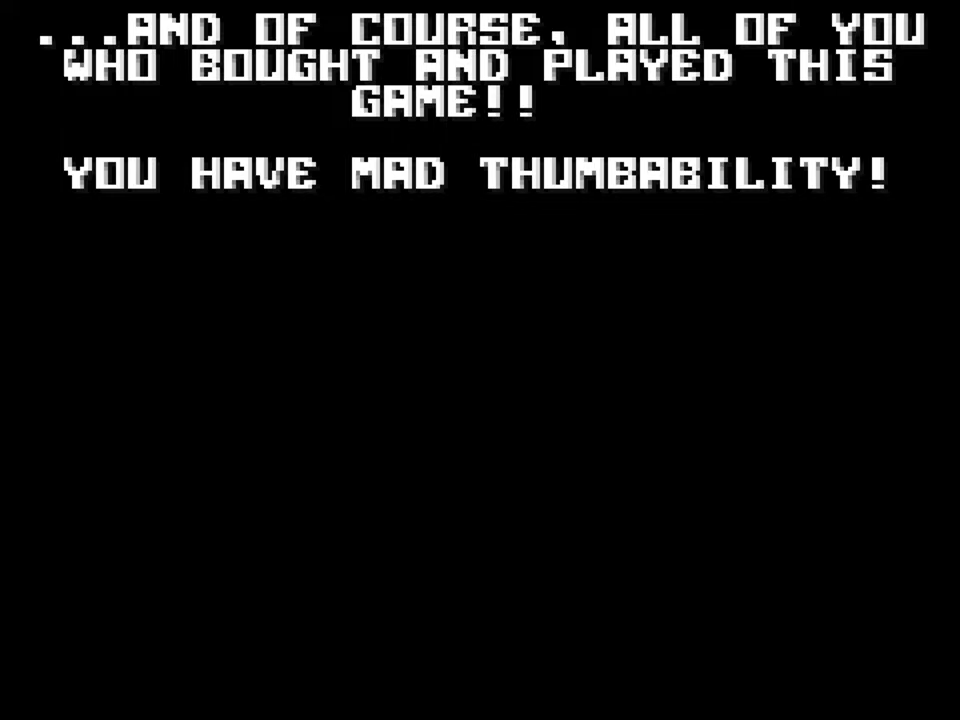 ...AND OF COURSE, ALL OF YOU
WHO BOUGHT AND PLAYED THIS
GAME!!
YOU HAVE MAD THUMBABILITY!